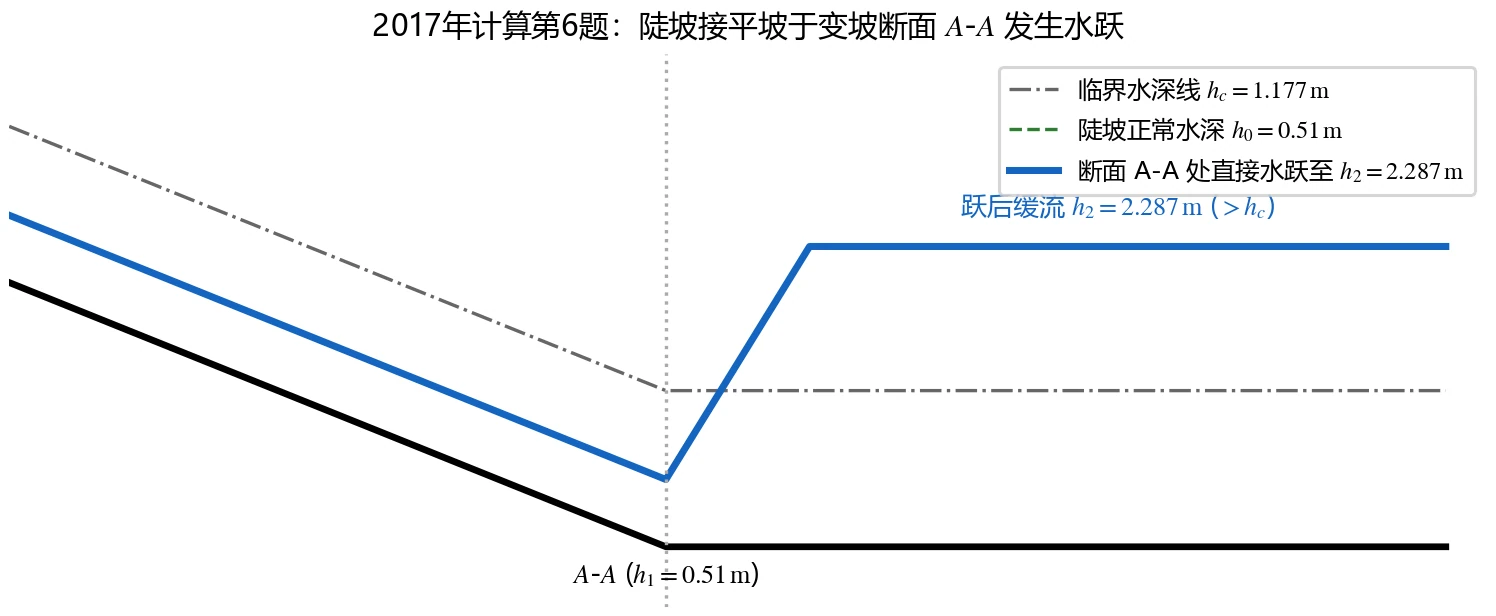 2017年计算第6题：陡坡接平坡于变坡断面 A-A 发生水跃
临界水深线 h_c = 1.177 m
陡坡正常水深 h_0 = 0.51 m
断面 A-A 处直接水跃至 h_2 = 2.287 m
跃后缓流 h_2 = 2.287 m (> h_c)
A-A (h_1 = 0.51 m)